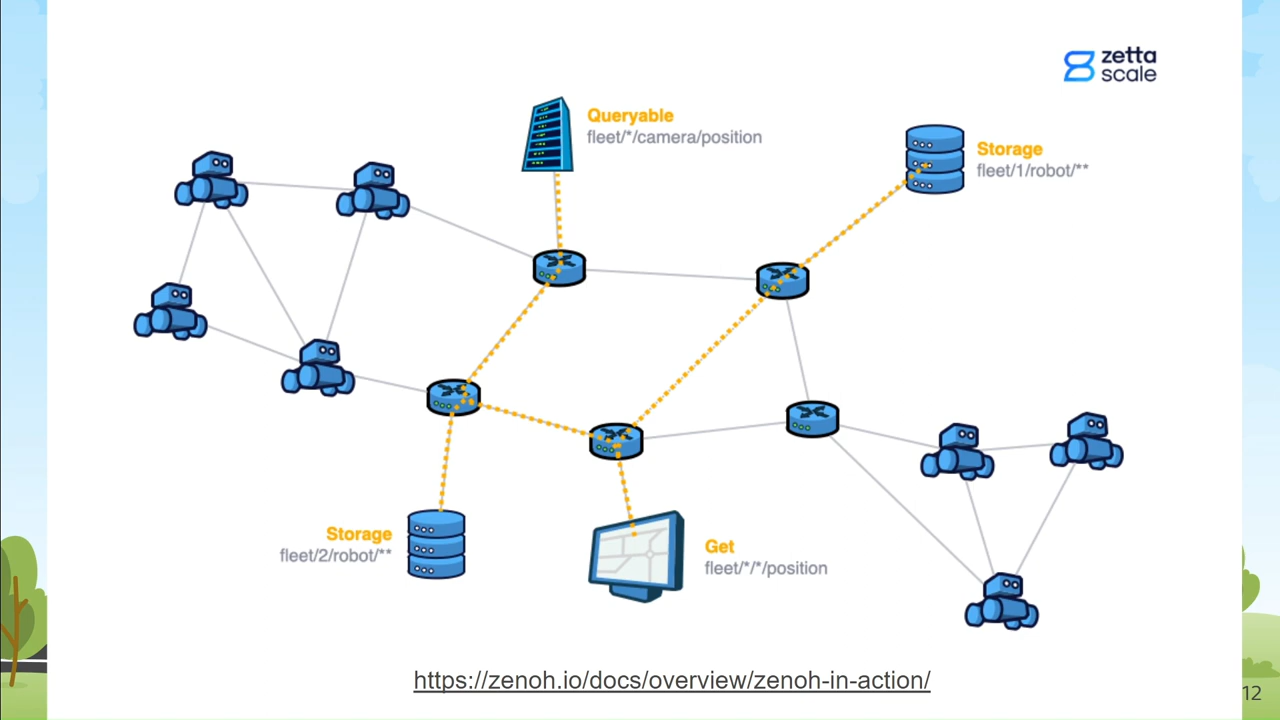 zetta
scale
Queryable
fleet/*/camera/position
Storage
fleet/1/robot/**
Storage
fleet/2/robot/**
Get
fleet/*/*/position
https://zenoh.io/docs/overview/zenoh-in-action/
12